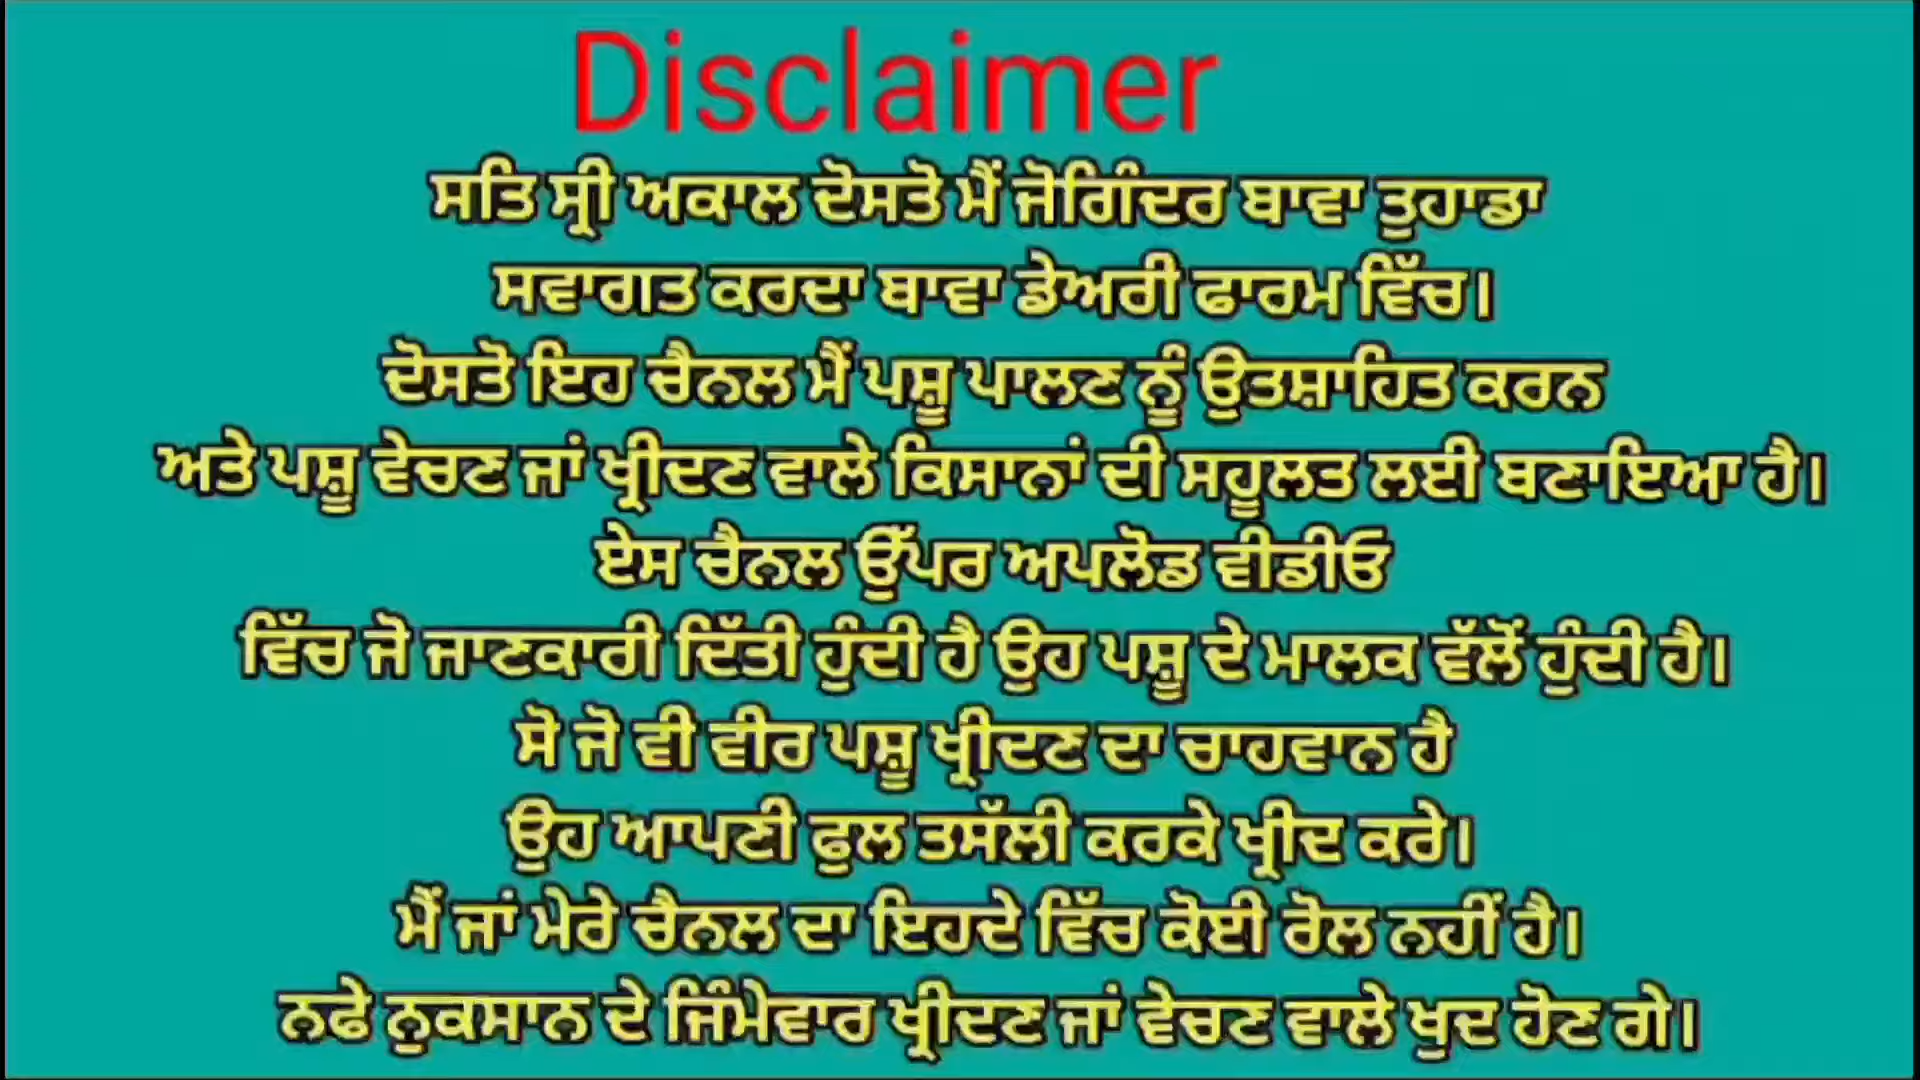 Disclaimer
ਸਤਿ ਸ੍ਰੀ ਅਕਾਲ ਦੋਸਤੋ ਮੈਂ ਜੋਗਿੰਦਰ ਬਾਵਾ ਤੁਹਾਡਾ
ਸਵਾਗਤ ਕਰਦਾ ਬਾਵਾ ਡੇਅਰੀ ਫਾਰਮ ਵਿੱਚ।
ਦੋਸਤੋ ਇਹ ਚੈਨਲ ਮੈਂ ਪਸ਼ੂ ਪਾਲਣ ਨੂੰ ਉਤਸ਼ਾਹਿਤ ਕਰਨ
ਅਤੇ ਪਸ਼ੂ ਵੇਚਣ ਜਾਂ ਖ੍ਰੀਦਣ ਵਾਲੇ ਕਿਸਾਨਾਂ ਦੀ ਸਹੂਲਤ ਲਈ ਬਣਾਇਆ ਹੈ।
ਏਸ ਚੈਨਲ ਉੱਪਰ ਅਪਲੋਡ ਵੀਡੀਓ
ਵਿੱਚ ਜੋ ਜਾਣਕਾਰੀ ਦਿੱਤੀ ਹੁੰਦੀ ਹੈ ਉਹ ਪਸ਼ੂ ਦੇ ਮਾਲਕ ਵੱਲੋਂ ਹੁੰਦੀ ਹੈ।
ਸੋ ਜੋ ਵੀ ਵੀਰ ਪਸ਼ੂ ਖ੍ਰੀਦਣ ਦਾ ਚਾਹਵਾਨ ਹੈ
ਉਹ ਆਪਣੀ ਫੁਲ ਤਸੱਲੀ ਕਰਕੇ ਖ੍ਰੀਦ ਕਰੇ।
ਮੈਂ ਜਾਂ ਮੇਰੇ ਚੈਨਲ ਦਾ ਇਹਦੇ ਵਿੱਚ ਕੋਈ ਰੋਲ ਨਹੀਂ ਹੈ।
ਨਫੇ ਨੁਕਸਾਨ ਦੇ ਜਿੰਮੇਵਾਰ ਖ੍ਰੀਦਣ ਜਾਂ ਵੇਚਣ ਵਾਲੇ ਖੁਦ ਹੋਣ ਗੇ।